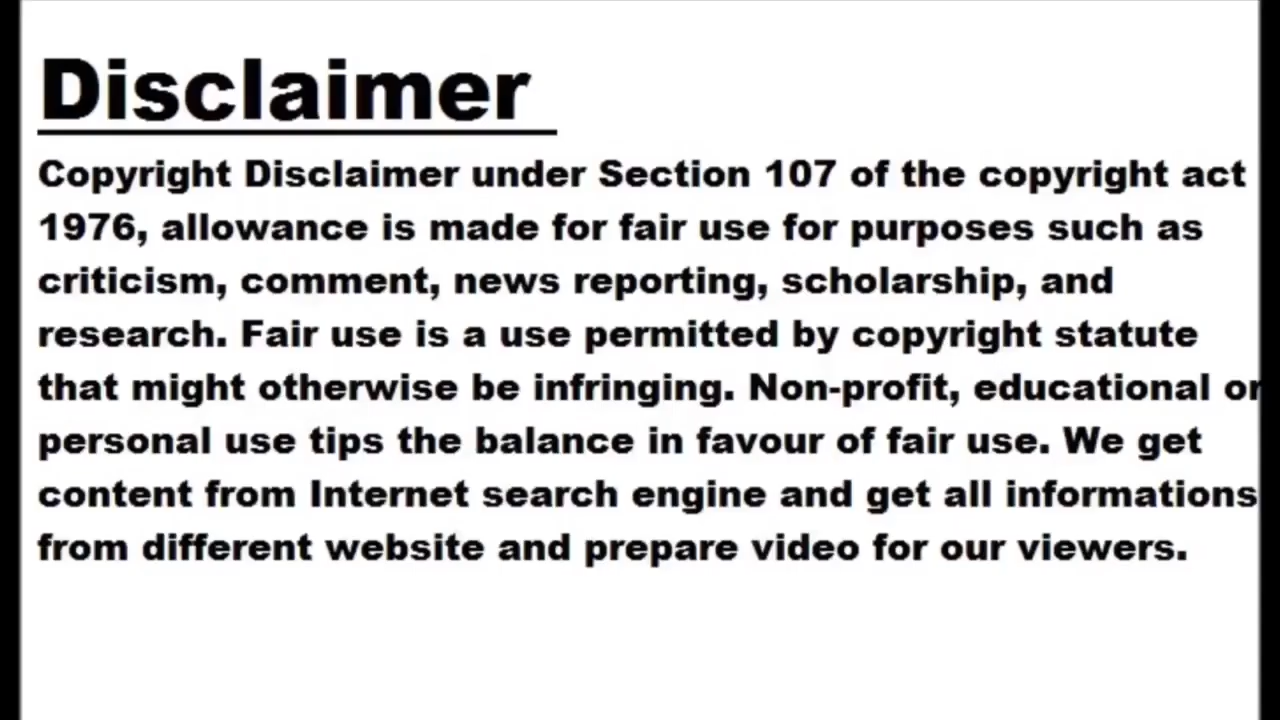 Disclaimer
Copyright Disclaimer under Section 107 of the copyright act
1976, allowance is made for fair use for purposes such as
criticism, comment, news reporting, scholarship, and
research. Fair use is a use permitted by copyright statute
that might otherwise be infringing. Non-profit, educational or
personal use tips the balance in favour of fair use. We get
content from Internet search engine and get all informations
from different website and prepare video for our viewers.